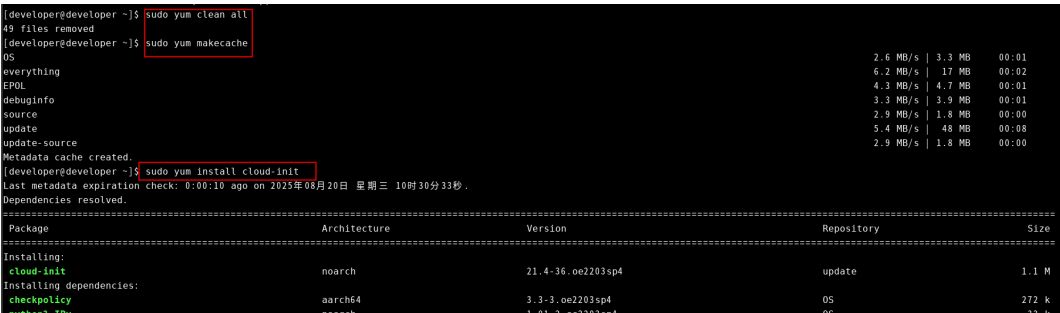 [developer@developer ~]$ sudo yum clean all
49 files removed
[developer@developer ~]$ sudo yum makecache
OS 2.6 MB/s | 3.3 MB 00:01
everything 6.2 MB/s | 17 MB 00:02
EPOL 4.3 MB/s | 4.7 MB 00:01
debuginfo 3.3 MB/s | 3.9 MB 00:01
source 2.9 MB/s | 1.8 MB 00:00
update 5.4 MB/s | 48 MB 00:08
update-source 2.9 MB/s | 1.8 MB 00:00
Metadata cache created.
[developer@developer ~]$ sudo yum install cloud-init
Last metadata expiration check: 0:00:10 ago on 2025年08月20日 星期三 10时30分33秒.
Dependencies resolved.
Package Architecture Version Repository Size
Installing:
cloud-init noarch 21.4-36.oe2203sp4 update 1.1 M
Installing dependencies:
checkpolicy aarch64 3.3-3.oe2203sp4 OS 272 k